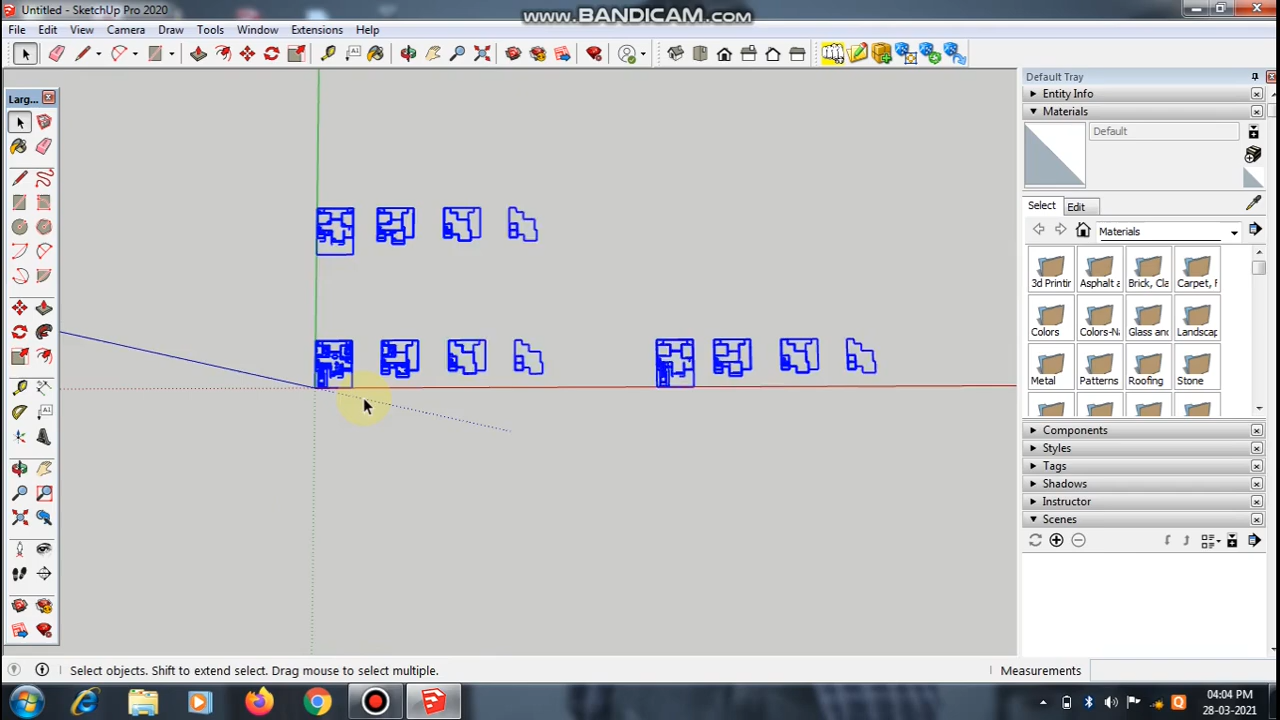 Untitled - SketchUp Pro 2020
www.BANDICAM.com
File Edit View Camera Draw Tools Window Extensions Help
Larg...
Default Tray
Entity Info
Materials
Default
Select Edit
Materials
3d Printir Asphalt a Brick, Cla Carpet, F
Colors Colors-Na Glass and Landscap
Metal Patterns Roofing Stone
Components
Styles
Tags
Shadows
Instructor
Scenes
Select objects. Shift to extend select. Drag mouse to select multiple.
Measurements
04:04 PM
28-03-2021